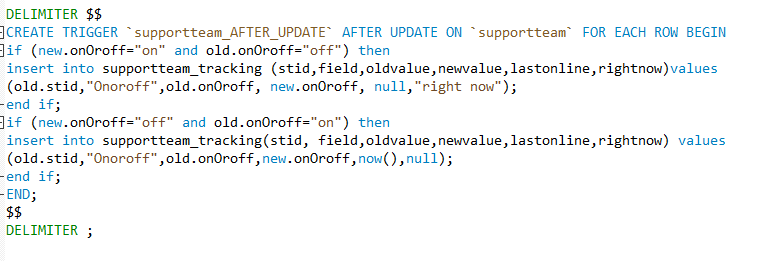 DELIMITER $$
CREATE TRIGGER `supportteam_AFTER_UPDATE` AFTER UPDATE ON `supportteam` FOR EACH ROW BEGIN
if (new.onOroff="on" and old.onOroff="off") then
insert into supportteam_tracking (stid,field,oldvalue,newvalue,lastonline,rightnow)values
(old.stid,"Onoroff",old.onOroff, new.onOroff, null,"right now");
end if;
if (new.onOroff="off" and old.onOroff="on") then
insert into supportteam_tracking(stid, field,oldvalue,newvalue,lastonline,rightnow) values
(old.stid,"Onoroff",old.onOroff,new.onOroff,now(),null);
end if;
END;
$$
DELIMITER ;